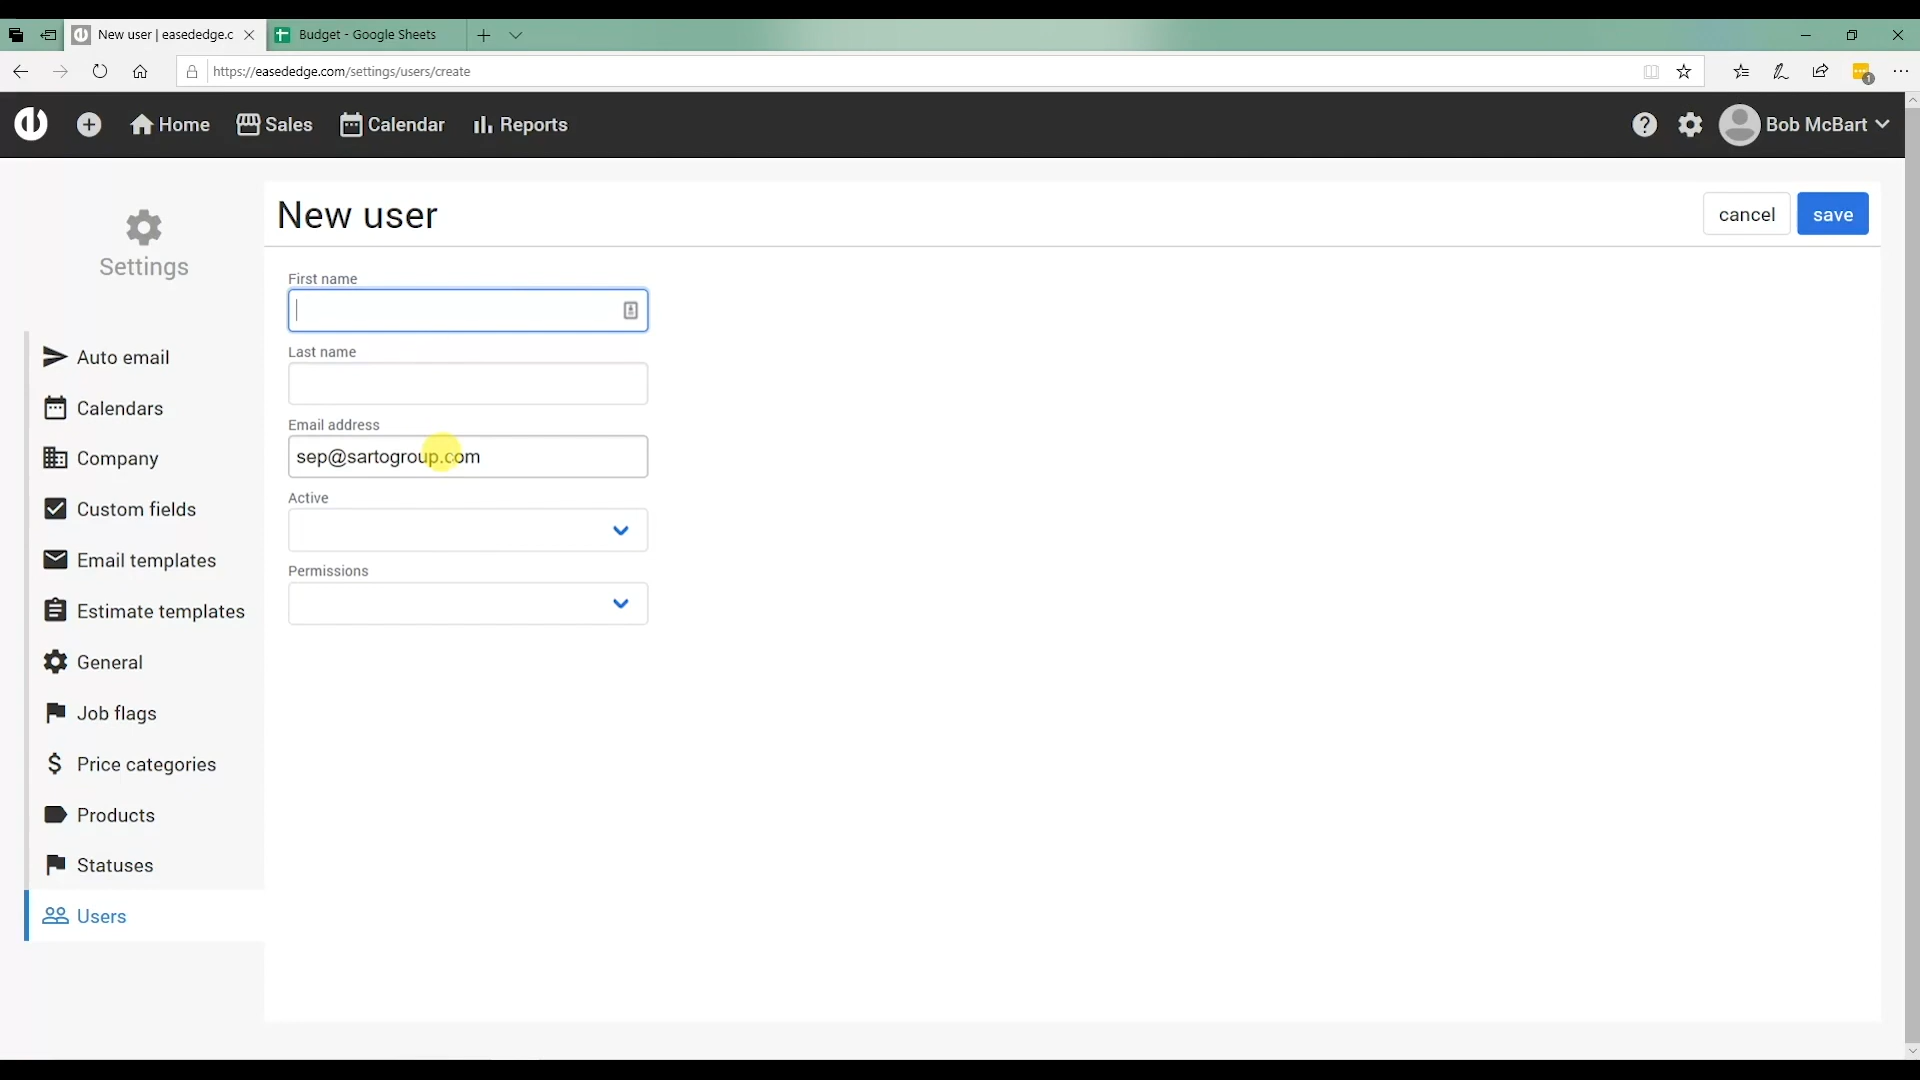 New user | easededge.c
Budget - Google Sheets
https://easededge.com/settings/users/create
1
Home
Sales
Calendar
Reports
Bob McBart
Settings
Auto email
Calendars
Company
Custom fields
Email templates
Estimate templates
General
Job flags
Price categories
Products
Statuses
Users
New user
cancel
save
First name
Last name
Email address
sep@sartogroup.com
Active
Permissions